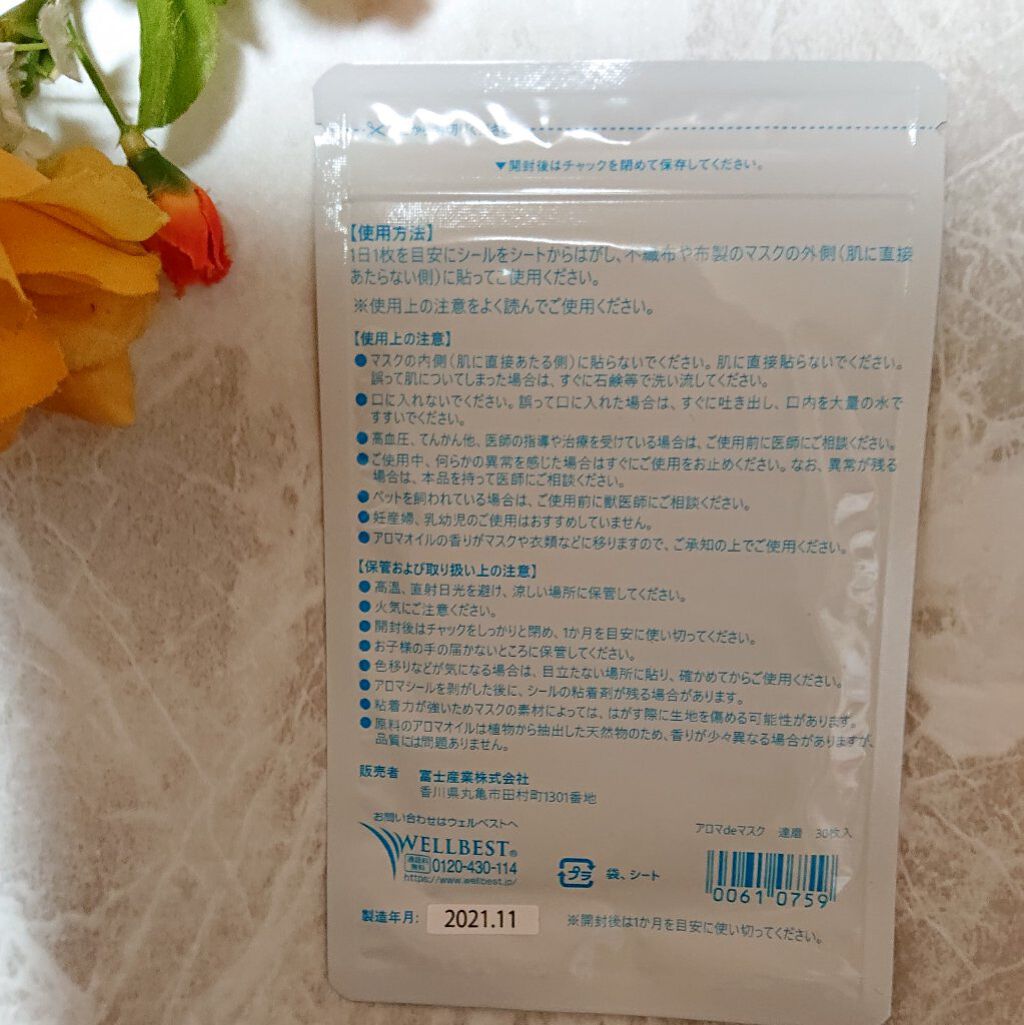 ▼開封後はチャックを閉めて保存してください。
【使用方法】
1日1枚を目安にシールをシートからはがし、不織布や布製のマスクの外側(肌に直接
あたらない側)に貼ってご使用ください。
※使用上の注意をよく読んでご使用ください。
【使用上の注意】
●マスクの内側(肌に直接あたる側)に貼らないでください。肌に直接貼らないでください。
誤って肌についてしまった場合は、すぐに石鹸等で洗い流してください。
●口に入れないでください。誤って口に入れた場合は、すぐに吐き出し、口内を大量の水で
すすいでください。
●高血圧、てんかん他、医師の指導や治療を受けている場合は、ご使用前に医師にご相談ください。
●ご使用中、何らかの異常を感じた場合はすぐにご使用をお止めください。なお、異常が残る
場合は、本品を持って医師にご相談ください。
●ペットを飼われている場合は、ご使用前に獣医師にご相談ください。
●妊産婦、乳幼児のご使用はおすすめしていません。
●アロマオイルの香りがマスクや衣類などに移りますので、ご承知の上でご使用ください。
【保管および取り扱い上の注意】
●高温、直射日光を避け、涼しい場所に保管してください。
●火気にご注意ください。
●開封後はチャックをしっかりと閉め、1か月を目安に使い切ってください。
●お子様の手の届かないところに保管してください。
●色移りなどが気になる場合は、目立たない場所に貼り、確かめてからご使用ください。
●アロマシールを剥がした後に、シールの粘着剤が残る場合があります。
●粘着力が強いためマスクの素材によっては、はがす際に生地を傷める可能性があります。
●原料のアロマオイルは植物から抽出した天然物のため、香りが少々異なる場合がありますが、
品質には問題ありません。
販売者 冨士産業株式会社
香川県丸亀市田村町1301番地
お問い合わせはウェルベストへ
WELLBEST®
通話料無料 0120-430-114
https://www.wellbest.jp/
プラ 袋、シート
アロマdeマスク 達磨 30枚入
0061 0759
製造年月: 2021.11
※開封後は1か月を目安に使い切ってください。